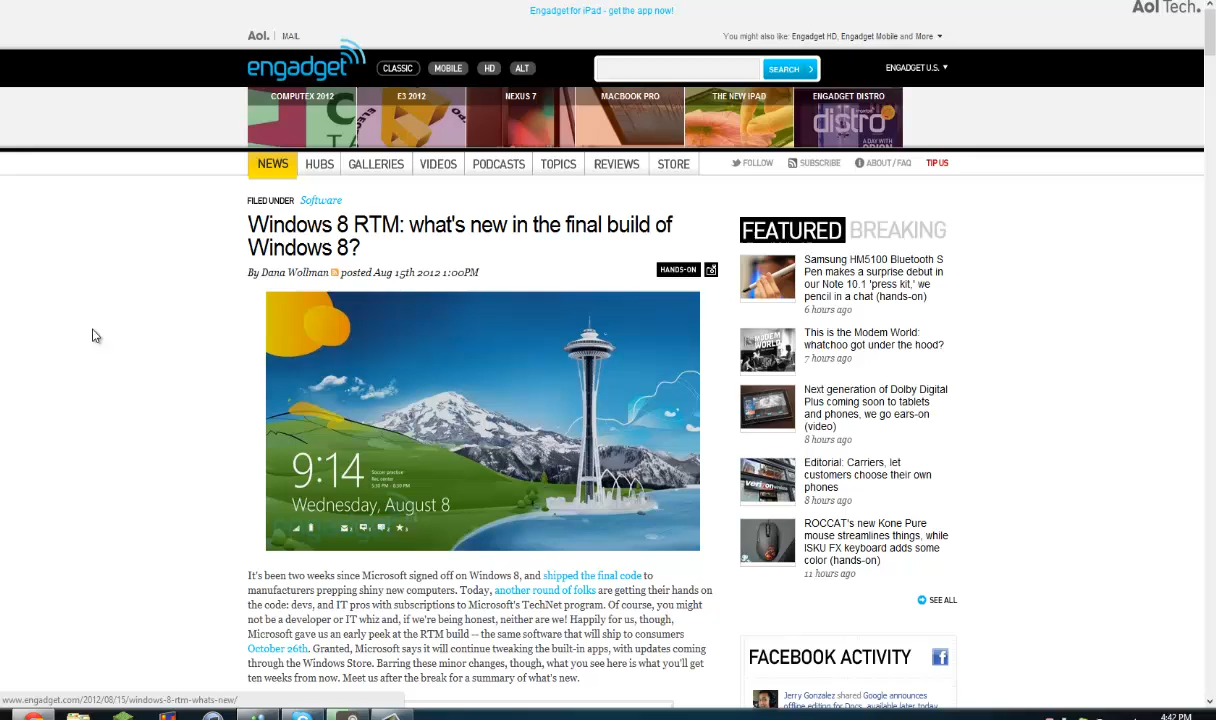 Engadget for iPad - get the app now!
Aol Tech.
Aol. | MAIL
You might also like: Engadget HD, Engadget Mobile and More
engadget
CLASSIC MOBILE HD ALT
SEARCH
ENGADGET U.S.
COMPUTEX 2012 E3 2012 NEXUS 7 MACBOOK PRO THE NEW IPAD ENGADGET DISTRO
distro
NEWS HUBS GALLERIES VIDEOS PODCASTS TOPICS REVIEWS STORE
FOLLOW SUBSCRIBE ABOUT / FAQ TIP US
FILED UNDER Software
Windows 8 RTM: what's new in the final build of
Windows 8?
By Dana Wollman posted Aug 15th 2012 1:00PM
HANDS-ON
9:14
Soccer practice
Wednesday, August 8
It's been two weeks since Microsoft signed off on Windows 8, and shipped the final code to
manufacturers prepping shiny new computers. Today, another round of folks are getting their hands on
the code: devs, and IT pros with subscriptions to Microsoft's TechNet program. Of course, you might
not be a developer or IT whiz and, if we're being honest, neither are we! Happily for us, though,
Microsoft gave us an early peek at the RTM build -- the same software that will ship to consumers
October 26th. Granted, Microsoft says it will continue tweaking the built-in apps, with updates coming
through the Windows Store. Barring these minor changes, though, what you see here is what you'll get
ten weeks from now. Meet us after the break for a summary of what's new.
FEATURED BREAKING
Samsung HM5100 Bluetooth S
Pen makes a surprise debut in
our Note 10.1 'press kit,' we
pencil in a chat (hands-on)
6 hours ago
MODEM
WORLD
This is the Modem World:
whatchoo got under the hood?
7 hours ago
Next generation of Dolby Digital
Plus coming soon to tablets
and phones, we go ears-on
(video)
8 hours ago
verizon
Editorial: Carriers, let
customers choose their own
phones
8 hours ago
ROCCAT's new Kone Pure
mouse streamlines things, while
ISKU FX keyboard adds some
color (hands-on)
11 hours ago
SEE ALL
FACEBOOK ACTIVITY
Jerry Gonzalez shared Google announces
offline edition for Docs, available later today
www.engadget.com/2012/08/15/windows-8-rtm-whats-new/
4:42 PM